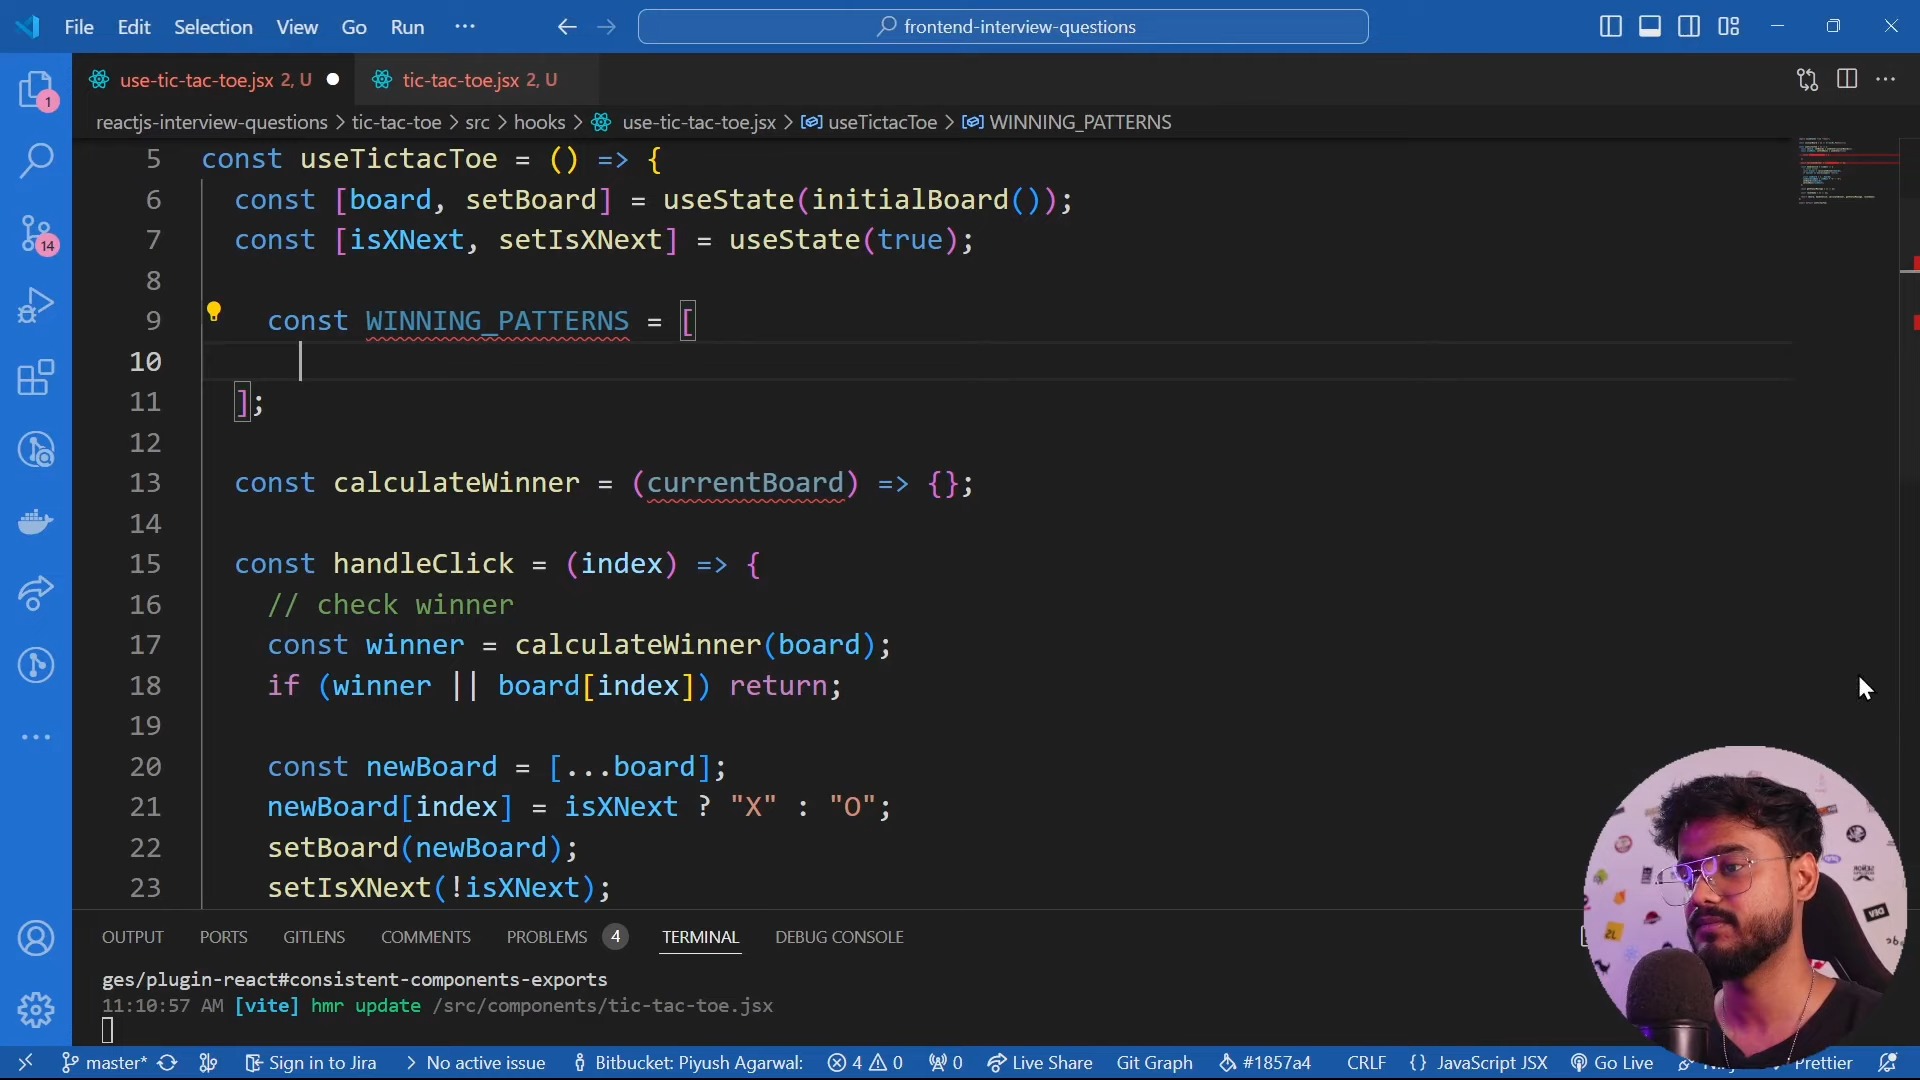 File Edit Selection View Go Run ··· frontend-interview-questions
use-tic-tac-toe.jsx 2, U tic-tac-toe.jsx 2, U
reactjs-interview-questions > tic-tac-toe > src > hooks > use-tic-tac-toe.jsx > useTictacToe > WINNING_PATTERNS
1
14
5 const useTictacToe = () => {
6 const [board, setBoard] = useState(initialBoard());
7 const [isXNext, setIsXNext] = useState(true);
8
9 const WINNING_PATTERNS = [
10
11 ];
12
13 const calculateWinner = (currentBoard) => {};
14
15 const handleClick = (index) => {
16 // check winner
17 const winner = calculateWinner(board);
18 if (winner || board[index]) return;
19
20 const newBoard = [...board];
21 newBoard[index] = isXNext ? "X" : "O";
22 setBoard(newBoard);
23 setIsXNext(!isXNext);
OUTPUT PORTS GITLENS COMMENTS PROBLEMS 4 TERMINAL DEBUG CONSOLE
ges/plugin-react#consistent-components-exports
11:10:57 AM [vite] hmr update /src/components/tic-tac-toe.jsx
master* Sign in to Jira > No active issue Bitbucket: Piyush Agarwal: 4 0 0 Live Share Git Graph #1857a4 CRLF {} JavaScript JSX Go Live Prettier